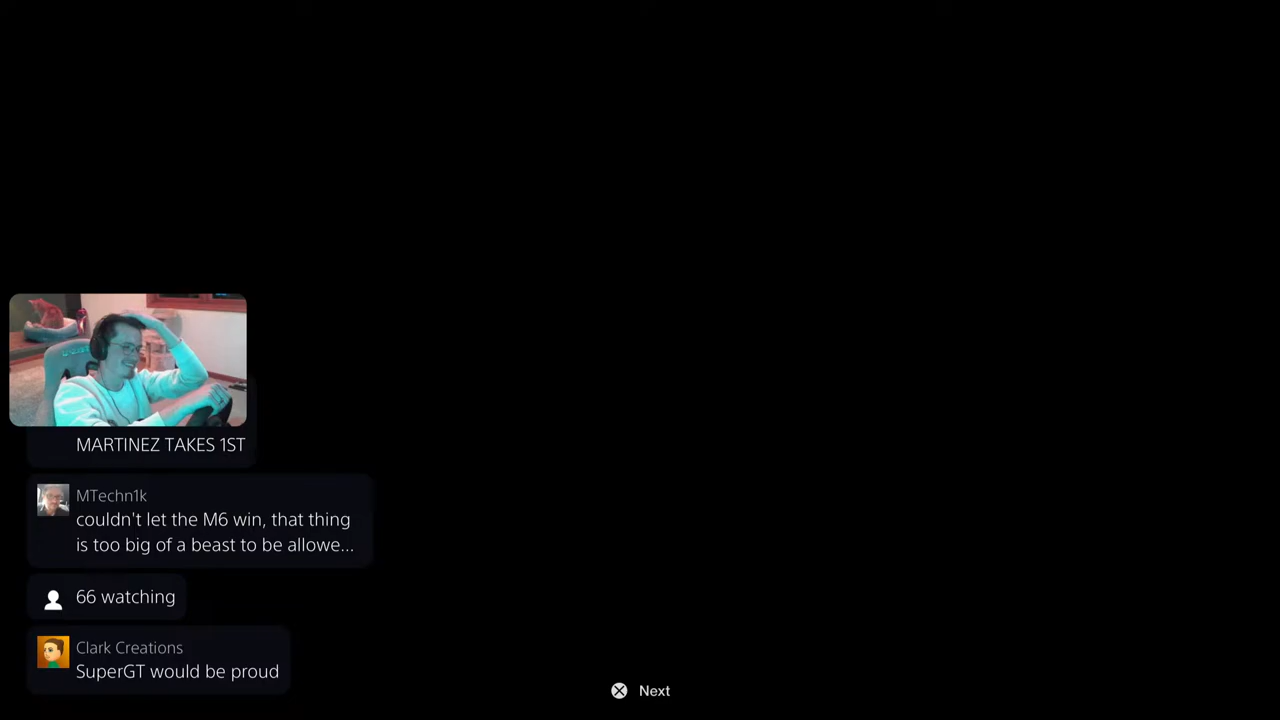 MARTINEZ TAKES 1ST
MTechn1k
couldn't let the M6 win, that thing
is too big of a beast to be allowe...
66 watching
Clark Creations
SuperGT would be proud
Next